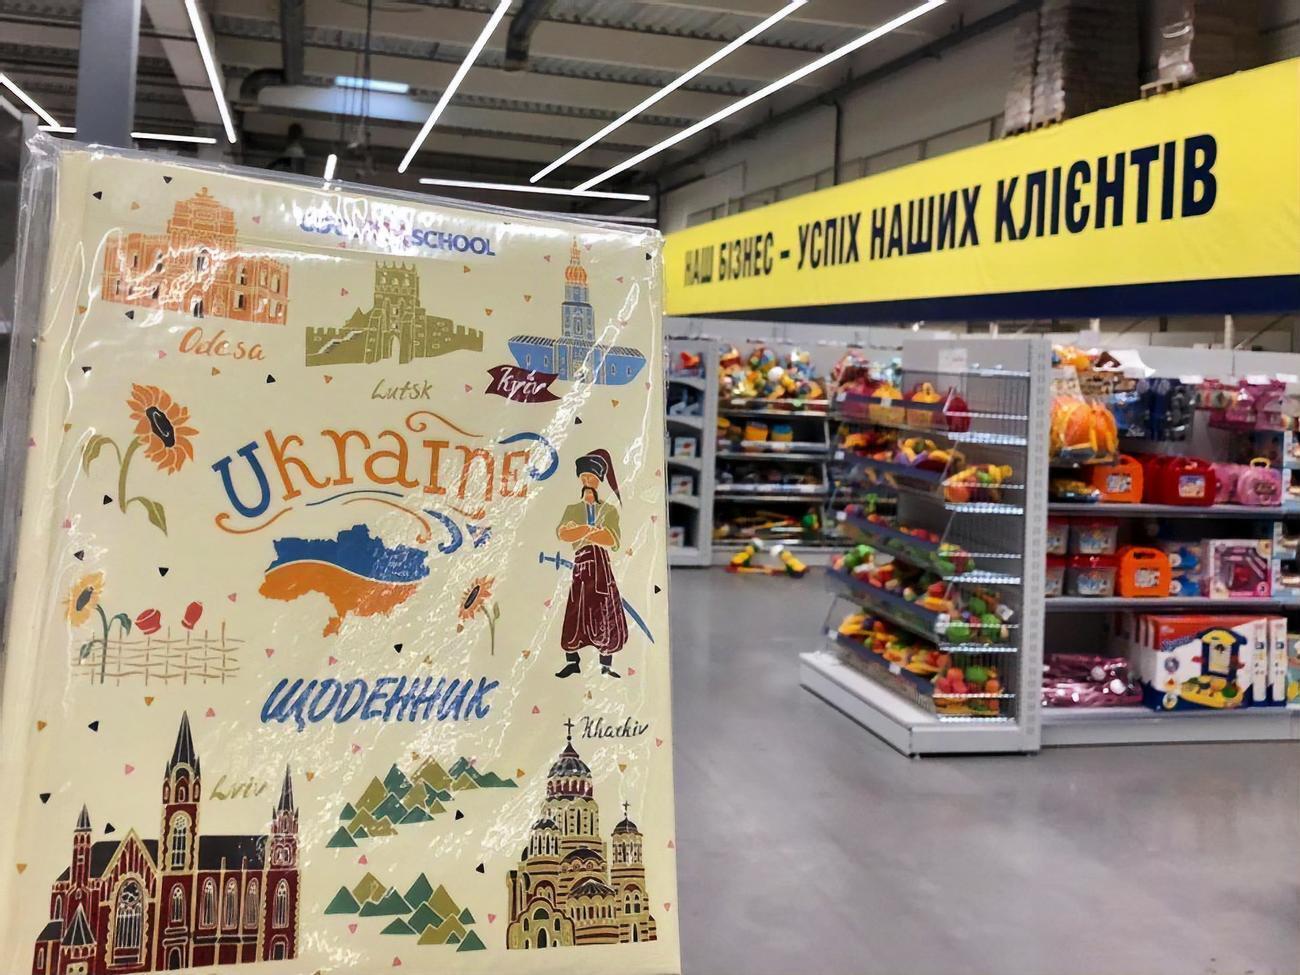 SCHOOL
Odesa
Lutsk
Kyiv
Ukraine
ЩОДЕННИК
Lviv
Kharkiv
НАШ БІЗНЕС – УСПІХ НАШИХ КЛІЄНТІВ